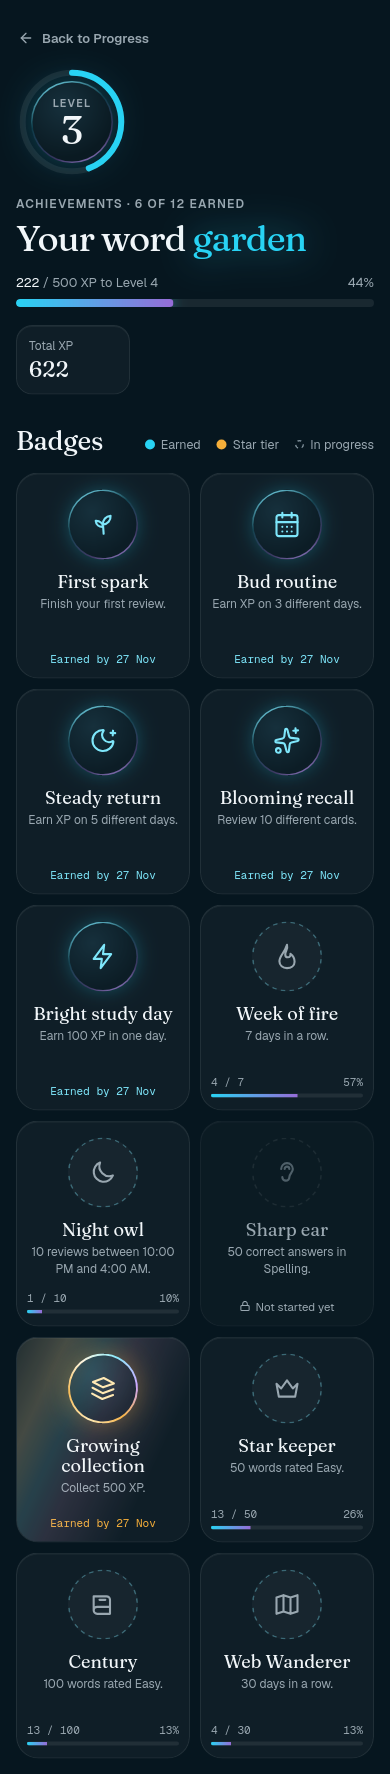 Back to Progress
LEVEL
3
ACHIEVEMENTS · 6 OF 12 EARNED
Your word garden
222 / 500 XP to Level 4 44%
Total XP
622
Badges Earned Star tier In progress
First spark
Finish your first review.
Earned by 27 Nov
Bud routine
Earn XP on 3 different days.
Earned by 27 Nov
Steady return
Earn XP on 5 different days.
Earned by 27 Nov
Blooming recall
Review 10 different cards.
Earned by 27 Nov
Bright study day
Earn 100 XP in one day.
Earned by 27 Nov
Week of fire
7 days in a row.
4 / 7 57%
Night owl
10 reviews between 10:00
PM and 4:00 AM.
1 / 10 10%
Sharp ear
50 correct answers in
Spelling.
Not started yet
Growing
collection
Collect 500 XP.
Earned by 27 Nov
Star keeper
50 words rated Easy.
13 / 50 26%
Century
100 words rated Easy.
13 / 100 13%
Web Wanderer
30 days in a row.
4 / 30 13%